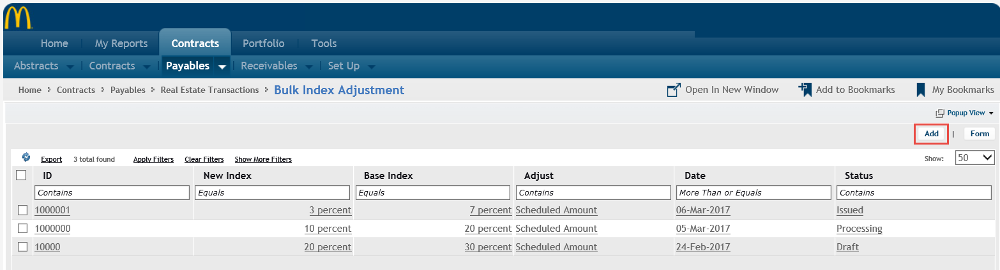 Home My Reports Contracts Portfolio Tools
Abstracts Contracts Payables Receivables Set Up
Home Contracts Payables Real Estate Transactions Bulk Index Adjustment Open In New Window Add to Bookmarks My Bookmarks
Popup View
Add | Form
Export 3 total found Apply Filters Clear Filters Show More Filters Show: 50
ID New Index Base Index Adjust Date Status
Contains Equals Equals Contains More Than or Equals Contains
1000001 3 percent 7 percent Scheduled Amount 06-Mar-2017 Issued
1000000 10 percent 20 percent Scheduled Amount 05-Mar-2017 Processing
10000 20 percent 30 percent Scheduled Amount 24-Feb-2017 Draft